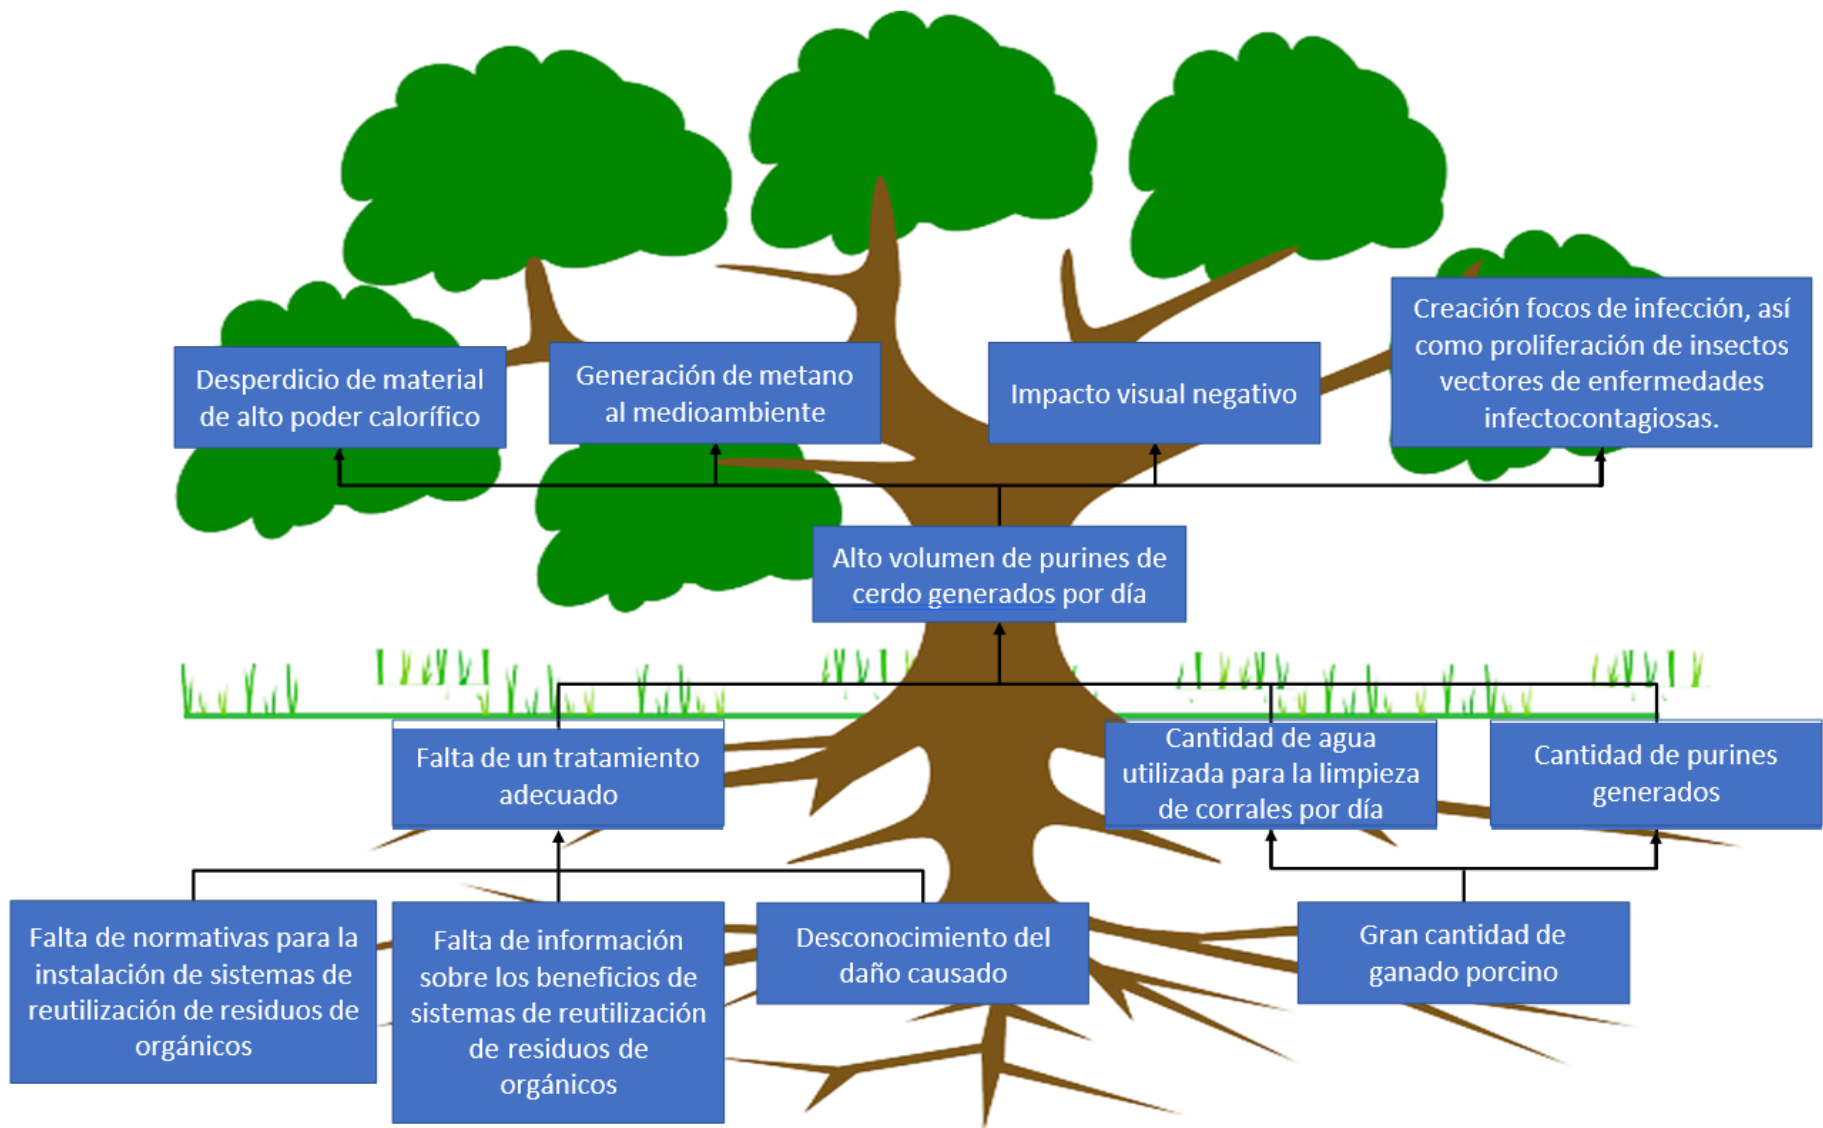 Desperdicio de material
de alto poder calorífico
Generación de metano
al medioambiente
Impacto visual negativo
Creación focos de infección, así
como proliferación de insectos
vectores de enfermedades
infectocontagiosas.
Alto volumen de purines de
cerdo generados por día
Falta de un tratamiento
adecuado
Cantidad de agua
utilizada para la limpieza
de corrales por día
Cantidad de purines
generados
Falta de normativas para la
instalación de sistemas de
reutilización de residuos de
orgánicos
Falta de información
sobre los beneficios de
sistemas de reutilización
de residuos de
orgánicos
Desconocimiento del
daño causado
Gran cantidad de
ganado porcino